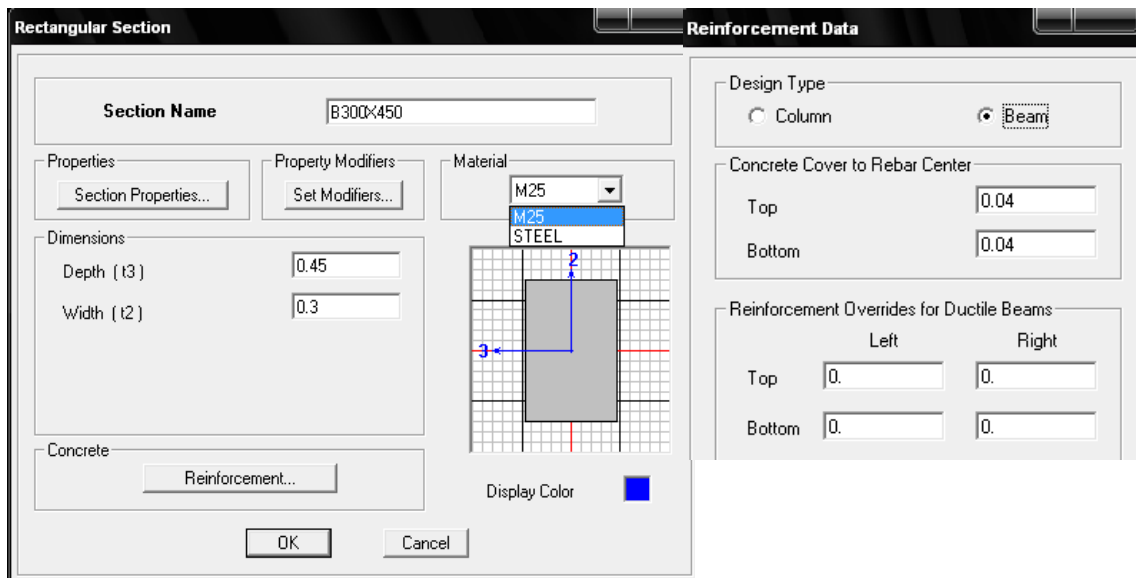 Rectangular Section
Section Name
B300X450
Properties
Section Properties...
Property Modifiers
Set Modifiers...
Material
M25
M25
STEEL
Dimensions
Depth ( t3 )
0.45
Width ( t2 )
0.3
2
3
Concrete
Reinforcement...
Display Color
OK
Cancel
Reinforcement Data
Design Type
Column
Beam
Concrete Cover to Rebar Center
Top
0.04
Bottom
0.04
Reinforcement Overrides for Ductile Beams
Left Right
Top 0. 0.
Bottom 0. 0.